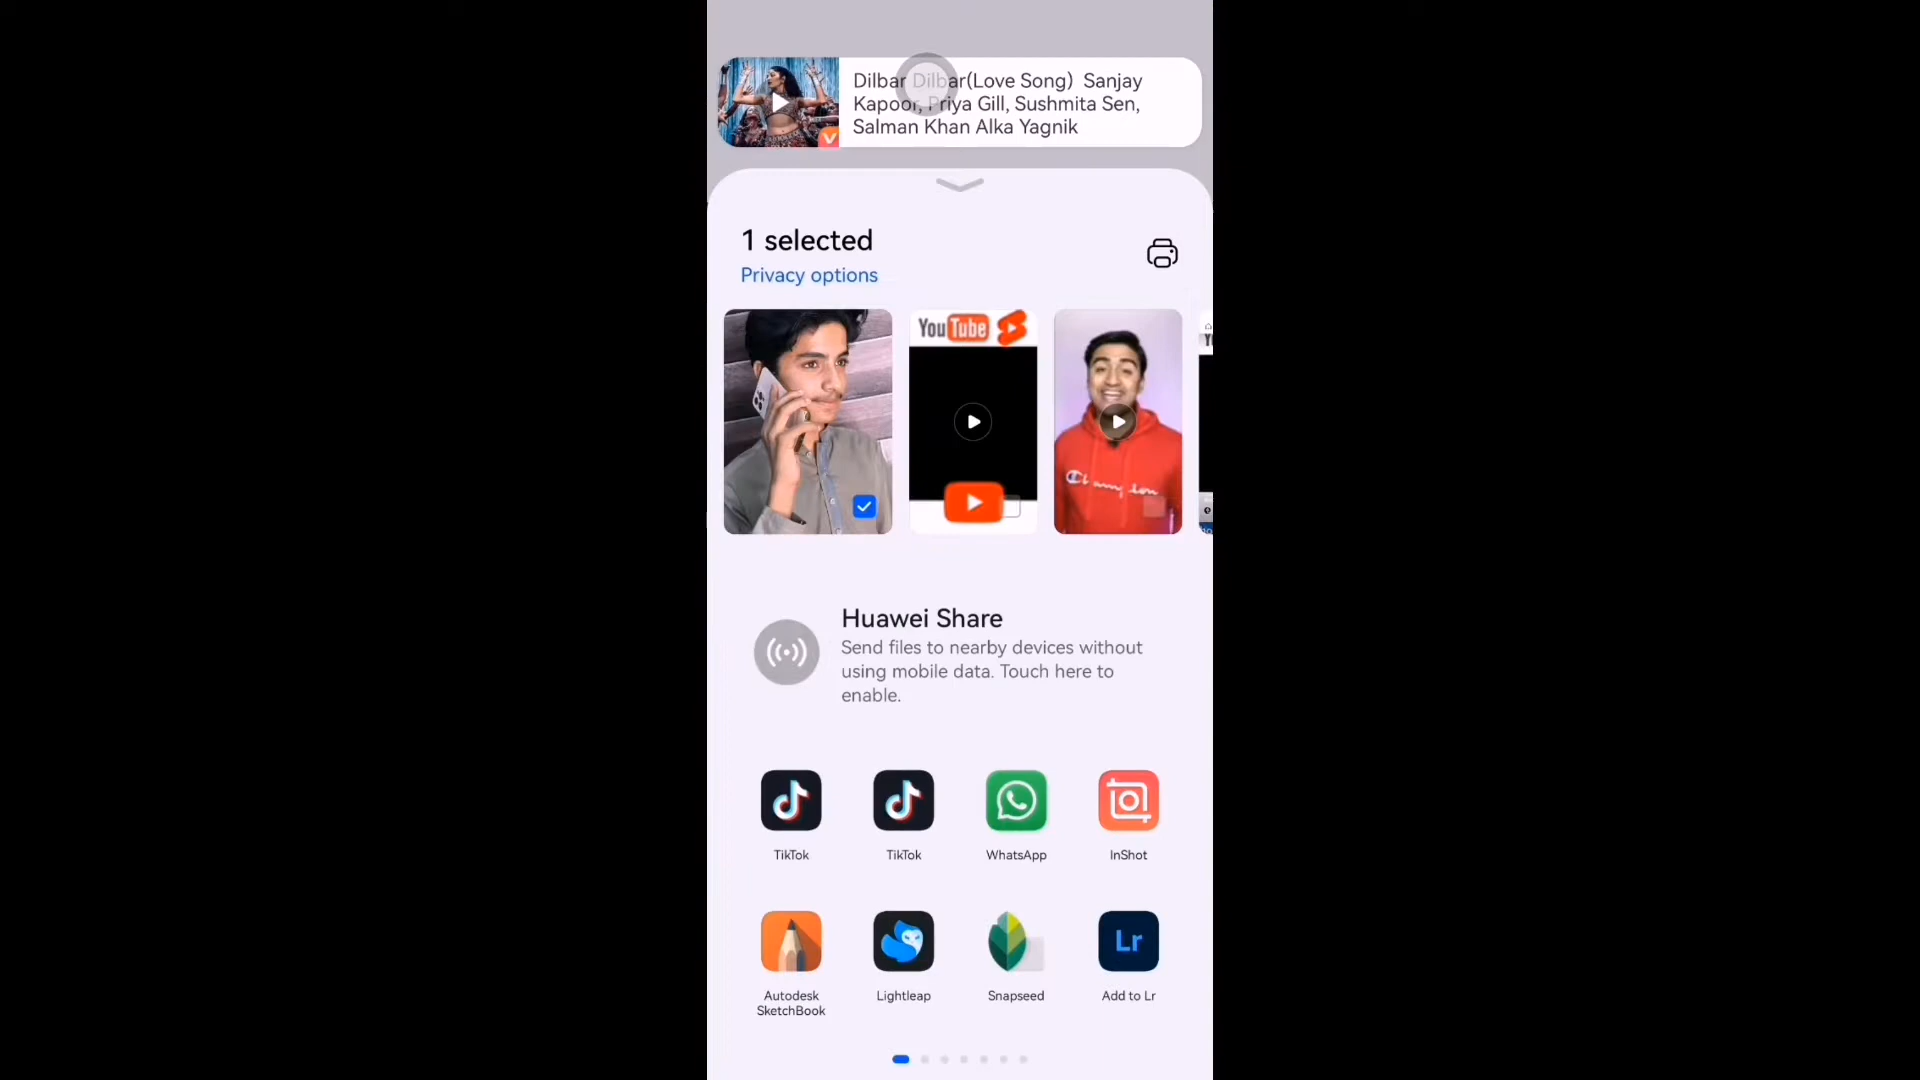 Dilbar Dilbar(Love Song) Sanjay
Kapoor, Priya Gill, Sushmita Sen,
Salman Khan Alka Yagnik
1 selected
Privacy options
YouTube
Champion
Huawei Share
Send files to nearby devices without
using mobile data. Touch here to
enable.
TikTok
TikTok
WhatsApp
InShot
Lr
Autodesk
SketchBook
Lightleap
Snapseed
Add to Lr